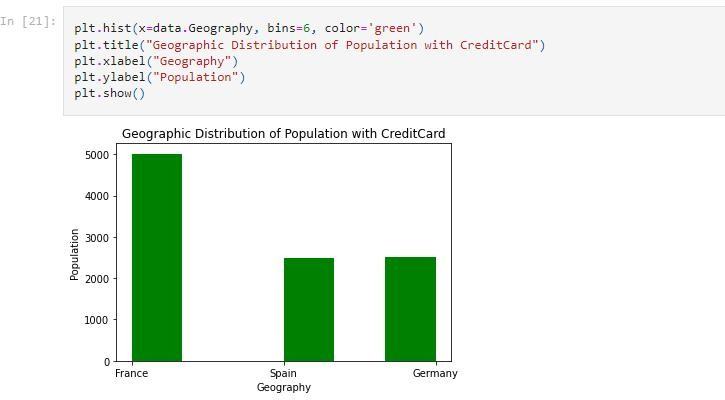 In [21]:
plt.hist(x=data.Geography, bins=6, color='green')
plt.title("Geographic Distribution of Population with CreditCard")
plt.xlabel("Geography")
plt.ylabel("Population")
plt.show()
Geographic Distribution of Population with CreditCard
5000
4000
3000
2000
1000
0
Population
France Spain Germany
Geography